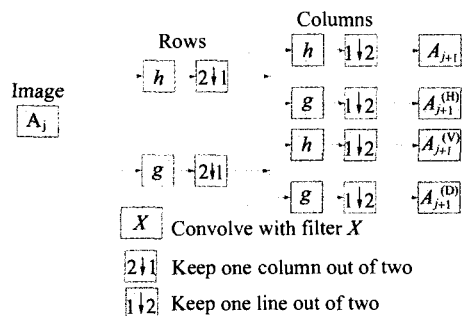 Columns
Rows
h 1↓2 A_{j+1}
h 2↓1
Image
g 1↓2 A_{j+1}^{(H)}
A_j
h 1↓2 A_{j+1}^{(V)}
g 2↓1
g 1↓2 A_{j+1}^{(D)}
X Convolve with filter X
2↓1 Keep one column out of two
1↓2 Keep one line out of two